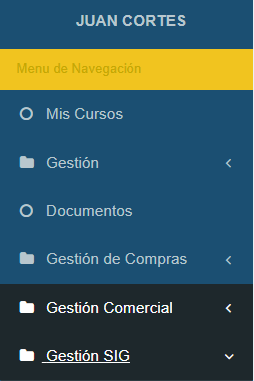 JUAN CORTES
Menu de Navegación
Mis Cursos
Gestión
Documentos
Gestión de Compras
Gestión Comercial
Gestión SIG